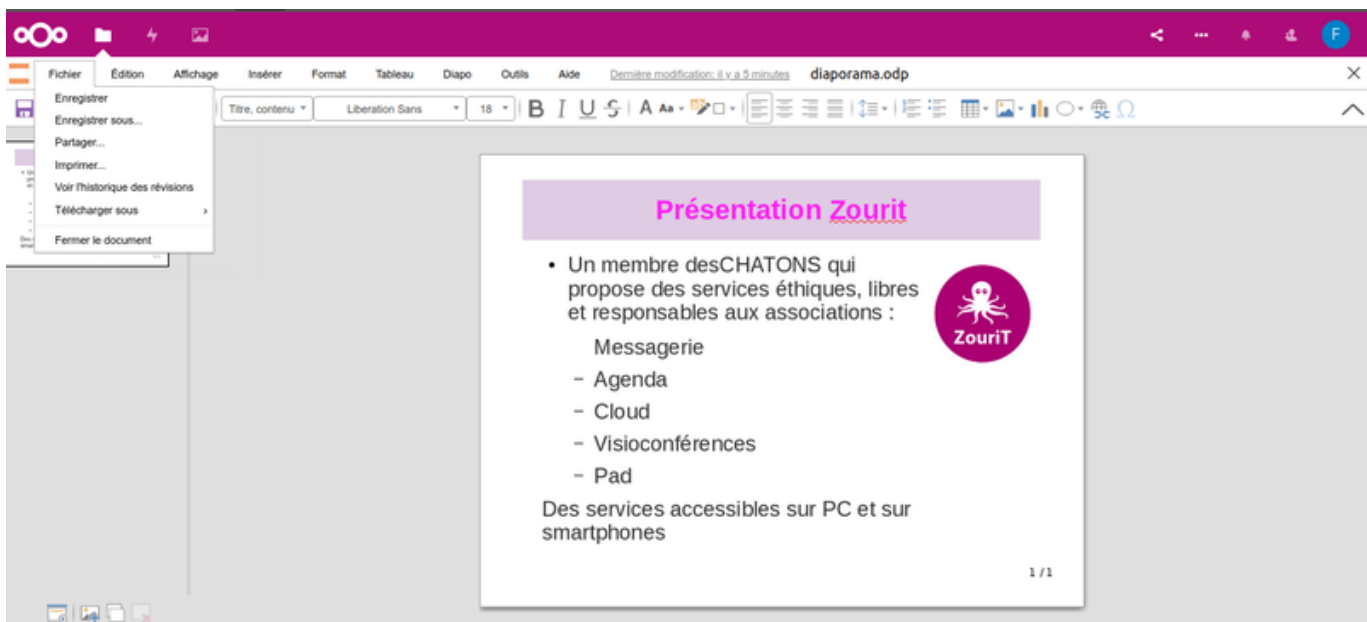 F
Fichier Édition Affichage Insérer Format Tableau Diapo Outils Aide Dernière modification: il y a 5 minutes diaporama.odp
Titre, contenu Liberation Sans 18
Enregistrer
Enregistrer sous...
Partager...
Imprimer...
Voir l'historique des révisions
Télécharger sous
Fermer le document
Présentation Zourit
• Un membre desCHATONS qui
propose des services éthiques, libres
et responsables aux associations :
Messagerie
– Agenda
– Cloud
– Visioconférences
– Pad
Des services accessibles sur PC et sur
smartphones
ZouriT
1 /1